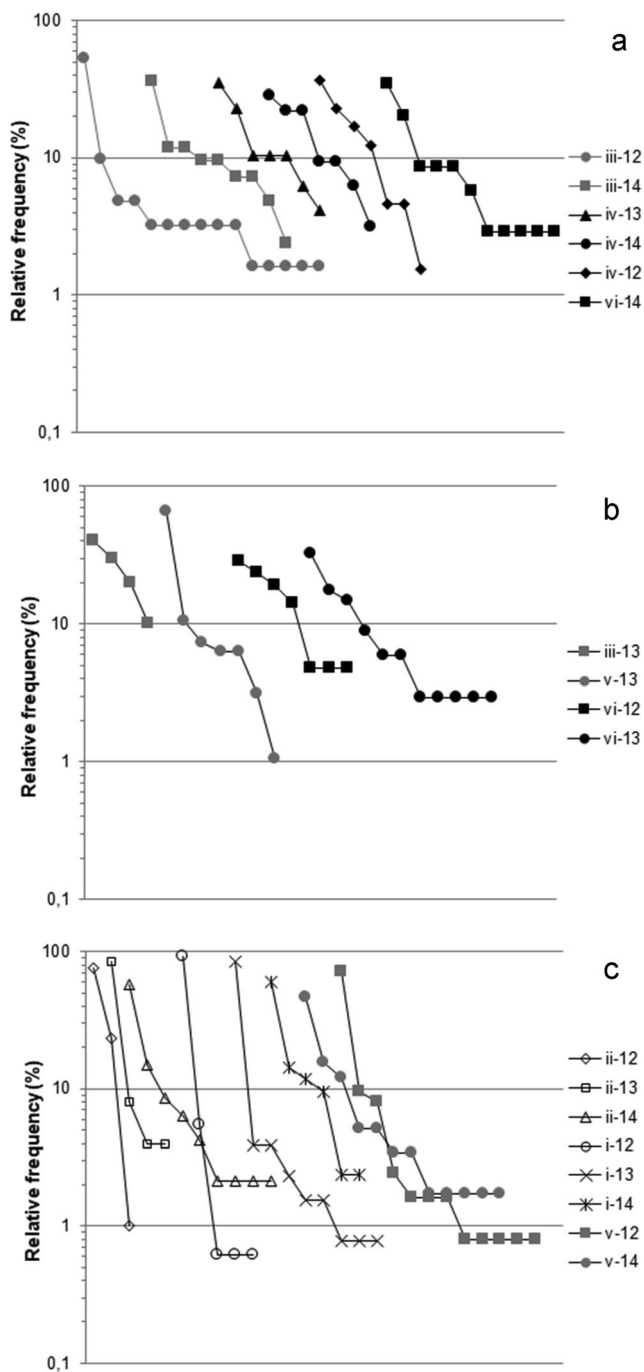 a
100
10
1
0,1
Relative frequency (%)
iii-12
iii-14
iv-13
iv-14
iv-12
vi-14
b
100
10
1
0,1
Relative frequency (%)
iii-13
v-13
vi-12
vi-13
c
100
10
1
0,1
Relative frequency (%)
ii-12
ii-13
ii-14
i-12
i-13
i-14
v-12
v-14